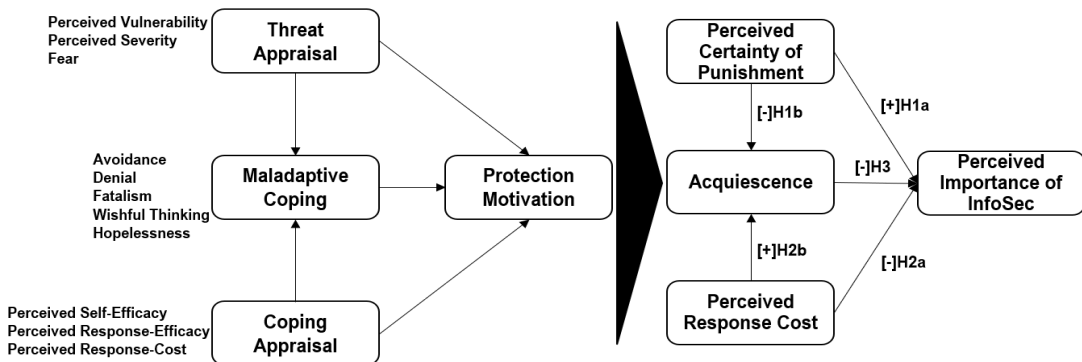 Perceived Vulnerability
Perceived Severity
Fear
Threat
Appraisal
Avoidance
Denial
Fatalism
Wishful Thinking
Hopelessness
Maladaptive
Coping
Protection
Motivation
Perceived Self-Efficacy
Perceived Response-Efficacy
Perceived Response-Cost
Coping
Appraisal
Perceived
Certainty of
Punishment
[-]H1b
[+]H1a
Acquiescence
[-]H3
Perceived
Importance of
InfoSec
[+]H2b
[-]H2a
Perceived
Response Cost